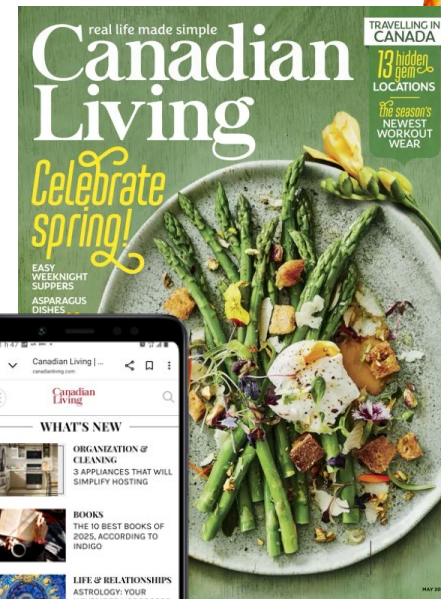 real life made simple
Canadian
Living
TRAVELLING IN
CANADA
13 hidden
gem
LOCATIONS
the season's
NEWEST
WORKOUT
WEAR
Celebrate
spring!
EASY
WEEKNIGHT
SUPPERS
ASPARAGUS
DISHES
Canadian Living | ...
canadianliving.com
Canadian
Living
WHAT'S NEW
ORGANIZATION &
CLEANING
3 APPLIANCES THAT WILL
SIMPLIFY HOSTING
BOOKS
THE 10 BEST BOOKS OF
2025, ACCORDING TO
INDIGO
LIFE & RELATIONSHIPS
ASTROLOGY: YOUR
MAY 20